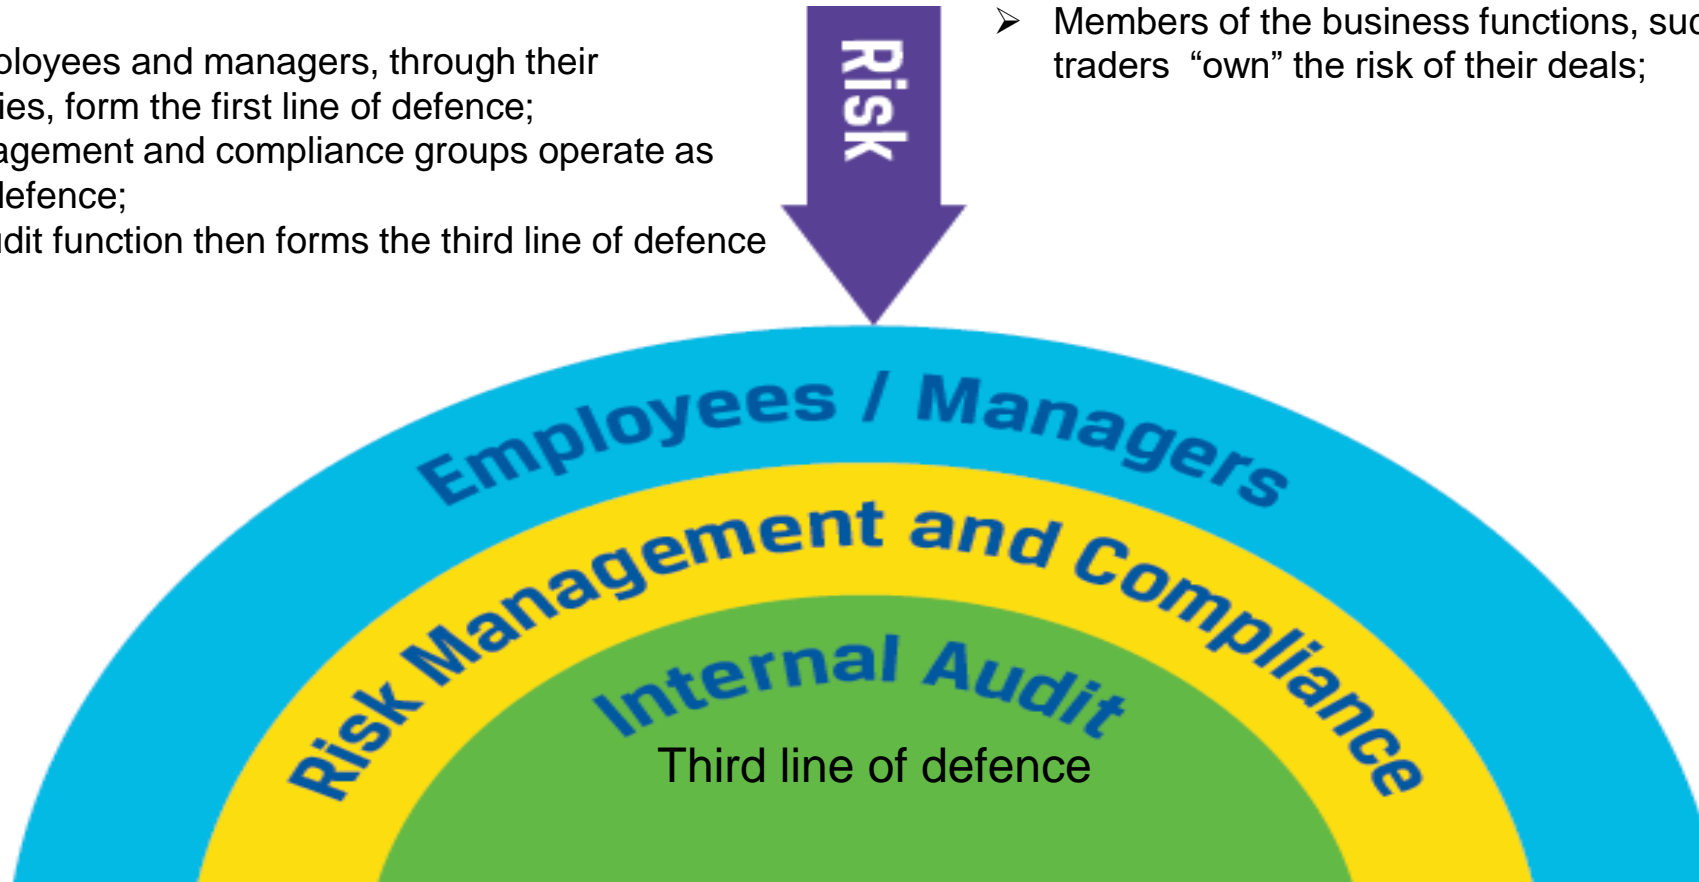 ployees and managers, through their
ies, form the first line of defence;
agement and compliance groups operate as
defence;
udit function then forms the third line of defence
Risk
➢ Members of the business functions, suc
traders “own” the risk of their deals;
Employees / Managers
Risk Management and Compliance
Internal Audit
Third line of defence